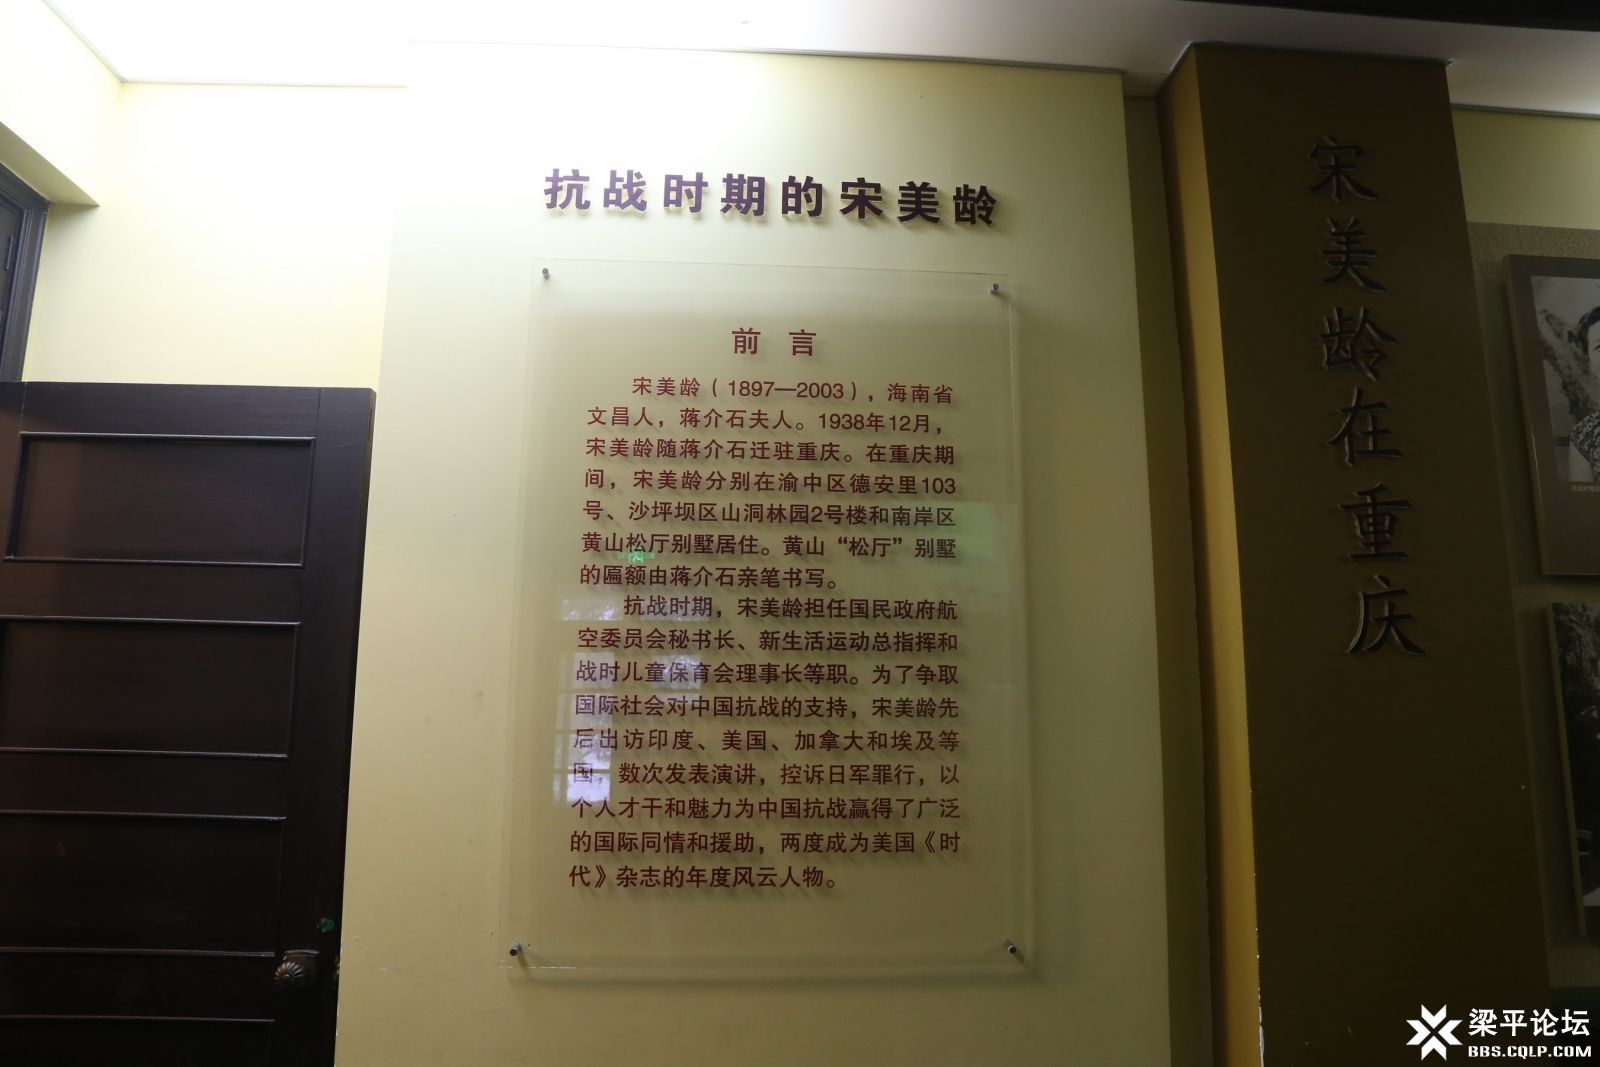 抗战时期的宋美龄
前言
宋美龄（1897—2003），海南省
文昌人，蒋介石夫人。1938年12月，
宋美龄随蒋介石迁驻重庆。在重庆期
间，宋美龄分别在渝中区德安里103
号、沙坪坝区山洞林园2号楼和南岸区
黄山松厅别墅居住。黄山“松厅”别墅
的匾额由蒋介石亲笔书写。
抗战时期，宋美龄担任国民政府航
空委员会秘书长、新生活运动总指挥和
战时儿童保育会理事长等职。为了争取
国际社会对中国抗战的支持，宋美龄先
后出访印度、美国、加拿大和埃及等
国，数次发表演讲，控诉日军罪行，以
个人才干和魅力为中国抗战赢得了广泛
的国际同情和援助，两度成为美国《时
代》杂志的年度风云人物。
宋美龄在重庆
梁平论坛
BBS.CQLP.COM